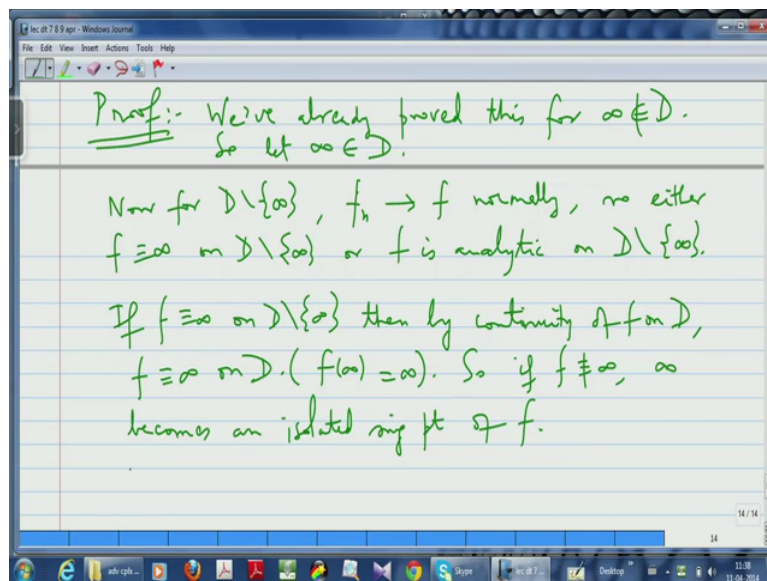 lec dt 7 8 9 apr - Windows Journal
File Edit View Insert Actions Tools Help
Proof:- We've already proved this for ∞ ∉ D.
So let ∞ ∈ D.
Now for D\{∞}, fn → f normally, so either
f ≡ ∞ on D\{∞} or f is analytic on D\{∞}.
If f ≡ ∞ on D\{∞} then by continuity of f on D,
f ≡ ∞ on D. ( f(∞) = ∞). So if f ≢ ∞, ∞
becomes an isolated sing pt of f.
14 / 14
14
adv cplx ...
Skype
lec dt 7 ...
Desktop
11:38
11-04-2014